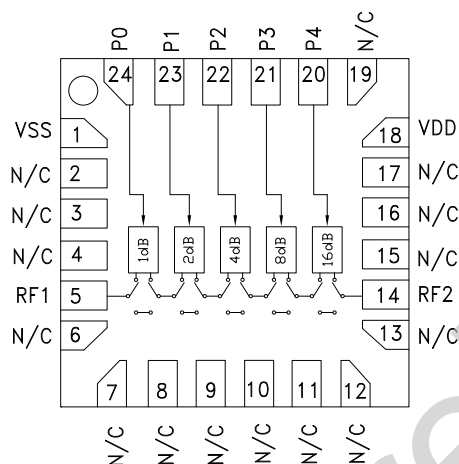 P0 P1 P2 P3 P4 N/C
24 23 22 21 20 19
VSS 1 18 VDD
N/C 2 17 N/C
N/C 3 16 N/C
N/C 4 1dB 2dB 4dB 8dB 16dB 15 N/C
RF1 5 14 RF2
N/C 6 13 N/C
7 8 9 10 11 12
N/C N/C N/C N/C N/C N/C